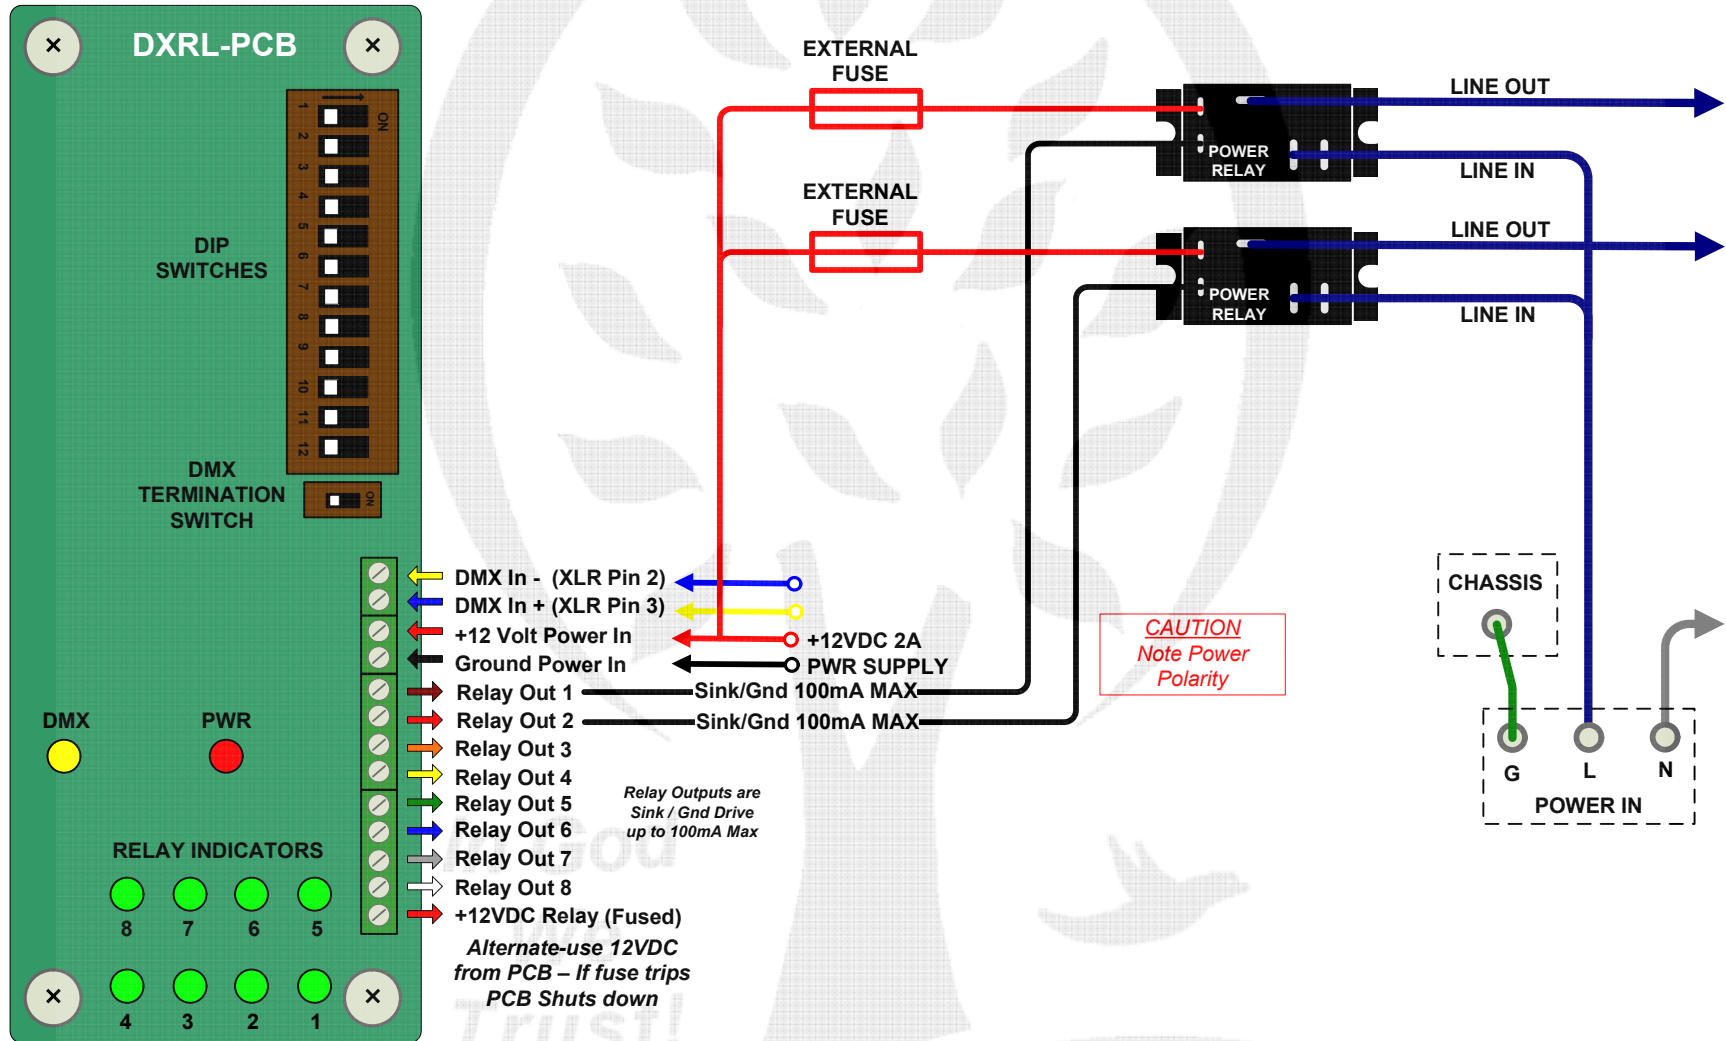 DXRL-PCB
ON
1
2
3
4
5
6
7
8
9
10
11
12
DIP
SWITCHES
DMX
TERMINATION
SWITCH
ON
DMX In - (XLR Pin 2)
DMX In + (XLR Pin 3)
+12 Volt Power In
Ground Power In
Relay Out 1
Relay Out 2
Relay Out 3
Relay Out 4
Relay Out 5
Relay Out 6
Relay Out 7
Relay Out 8
+12VDC Relay (Fused)
Alternate-use 12VDC
from PCB – If fuse trips
PCB Shuts down
DMX
PWR
RELAY INDICATORS
8 7 6 5
4 3 2 1
EXTERNAL
FUSE
EXTERNAL
FUSE
+12VDC 2A
PWR SUPPLY
Sink/Gnd 100mA MAX
Sink/Gnd 100mA MAX
Relay Outputs are
Sink / Gnd Drive
up to 100mA Max
POWER
RELAY
LINE OUT
LINE IN
POWER
RELAY
LINE OUT
LINE IN
CAUTION
Note Power
Polarity
CHASSIS
G L N
POWER IN
In God
We
Trust!